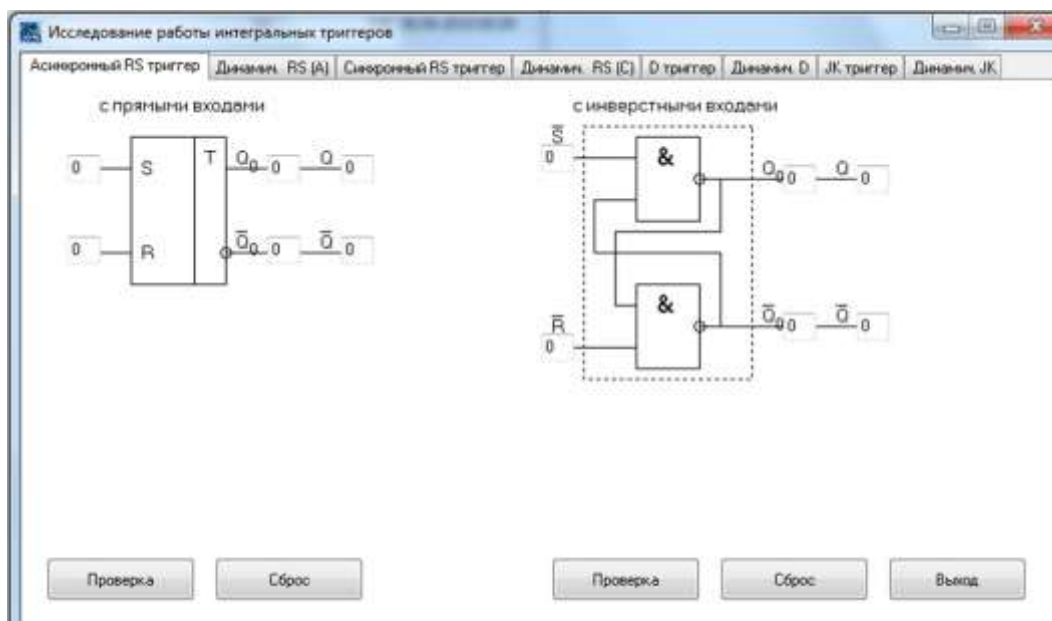 Исследование работы интегральных триггеров
Асинхронный RS триггер Динамич. RS (A) Синхронный RS триггер Динамич. RS (C) D триггер Динамич. D JK триггер Динамич. JK
с прямыми входами
с инверстными входами
0 S T Q0 0 Q 0
0 R Q̅0 0 Q̅ 0
S̅
0 & Q0 0 Q 0
R̅
0 & Q̅0 0 Q̅ 0
Проверка Сброс Проверка Сброс Выход